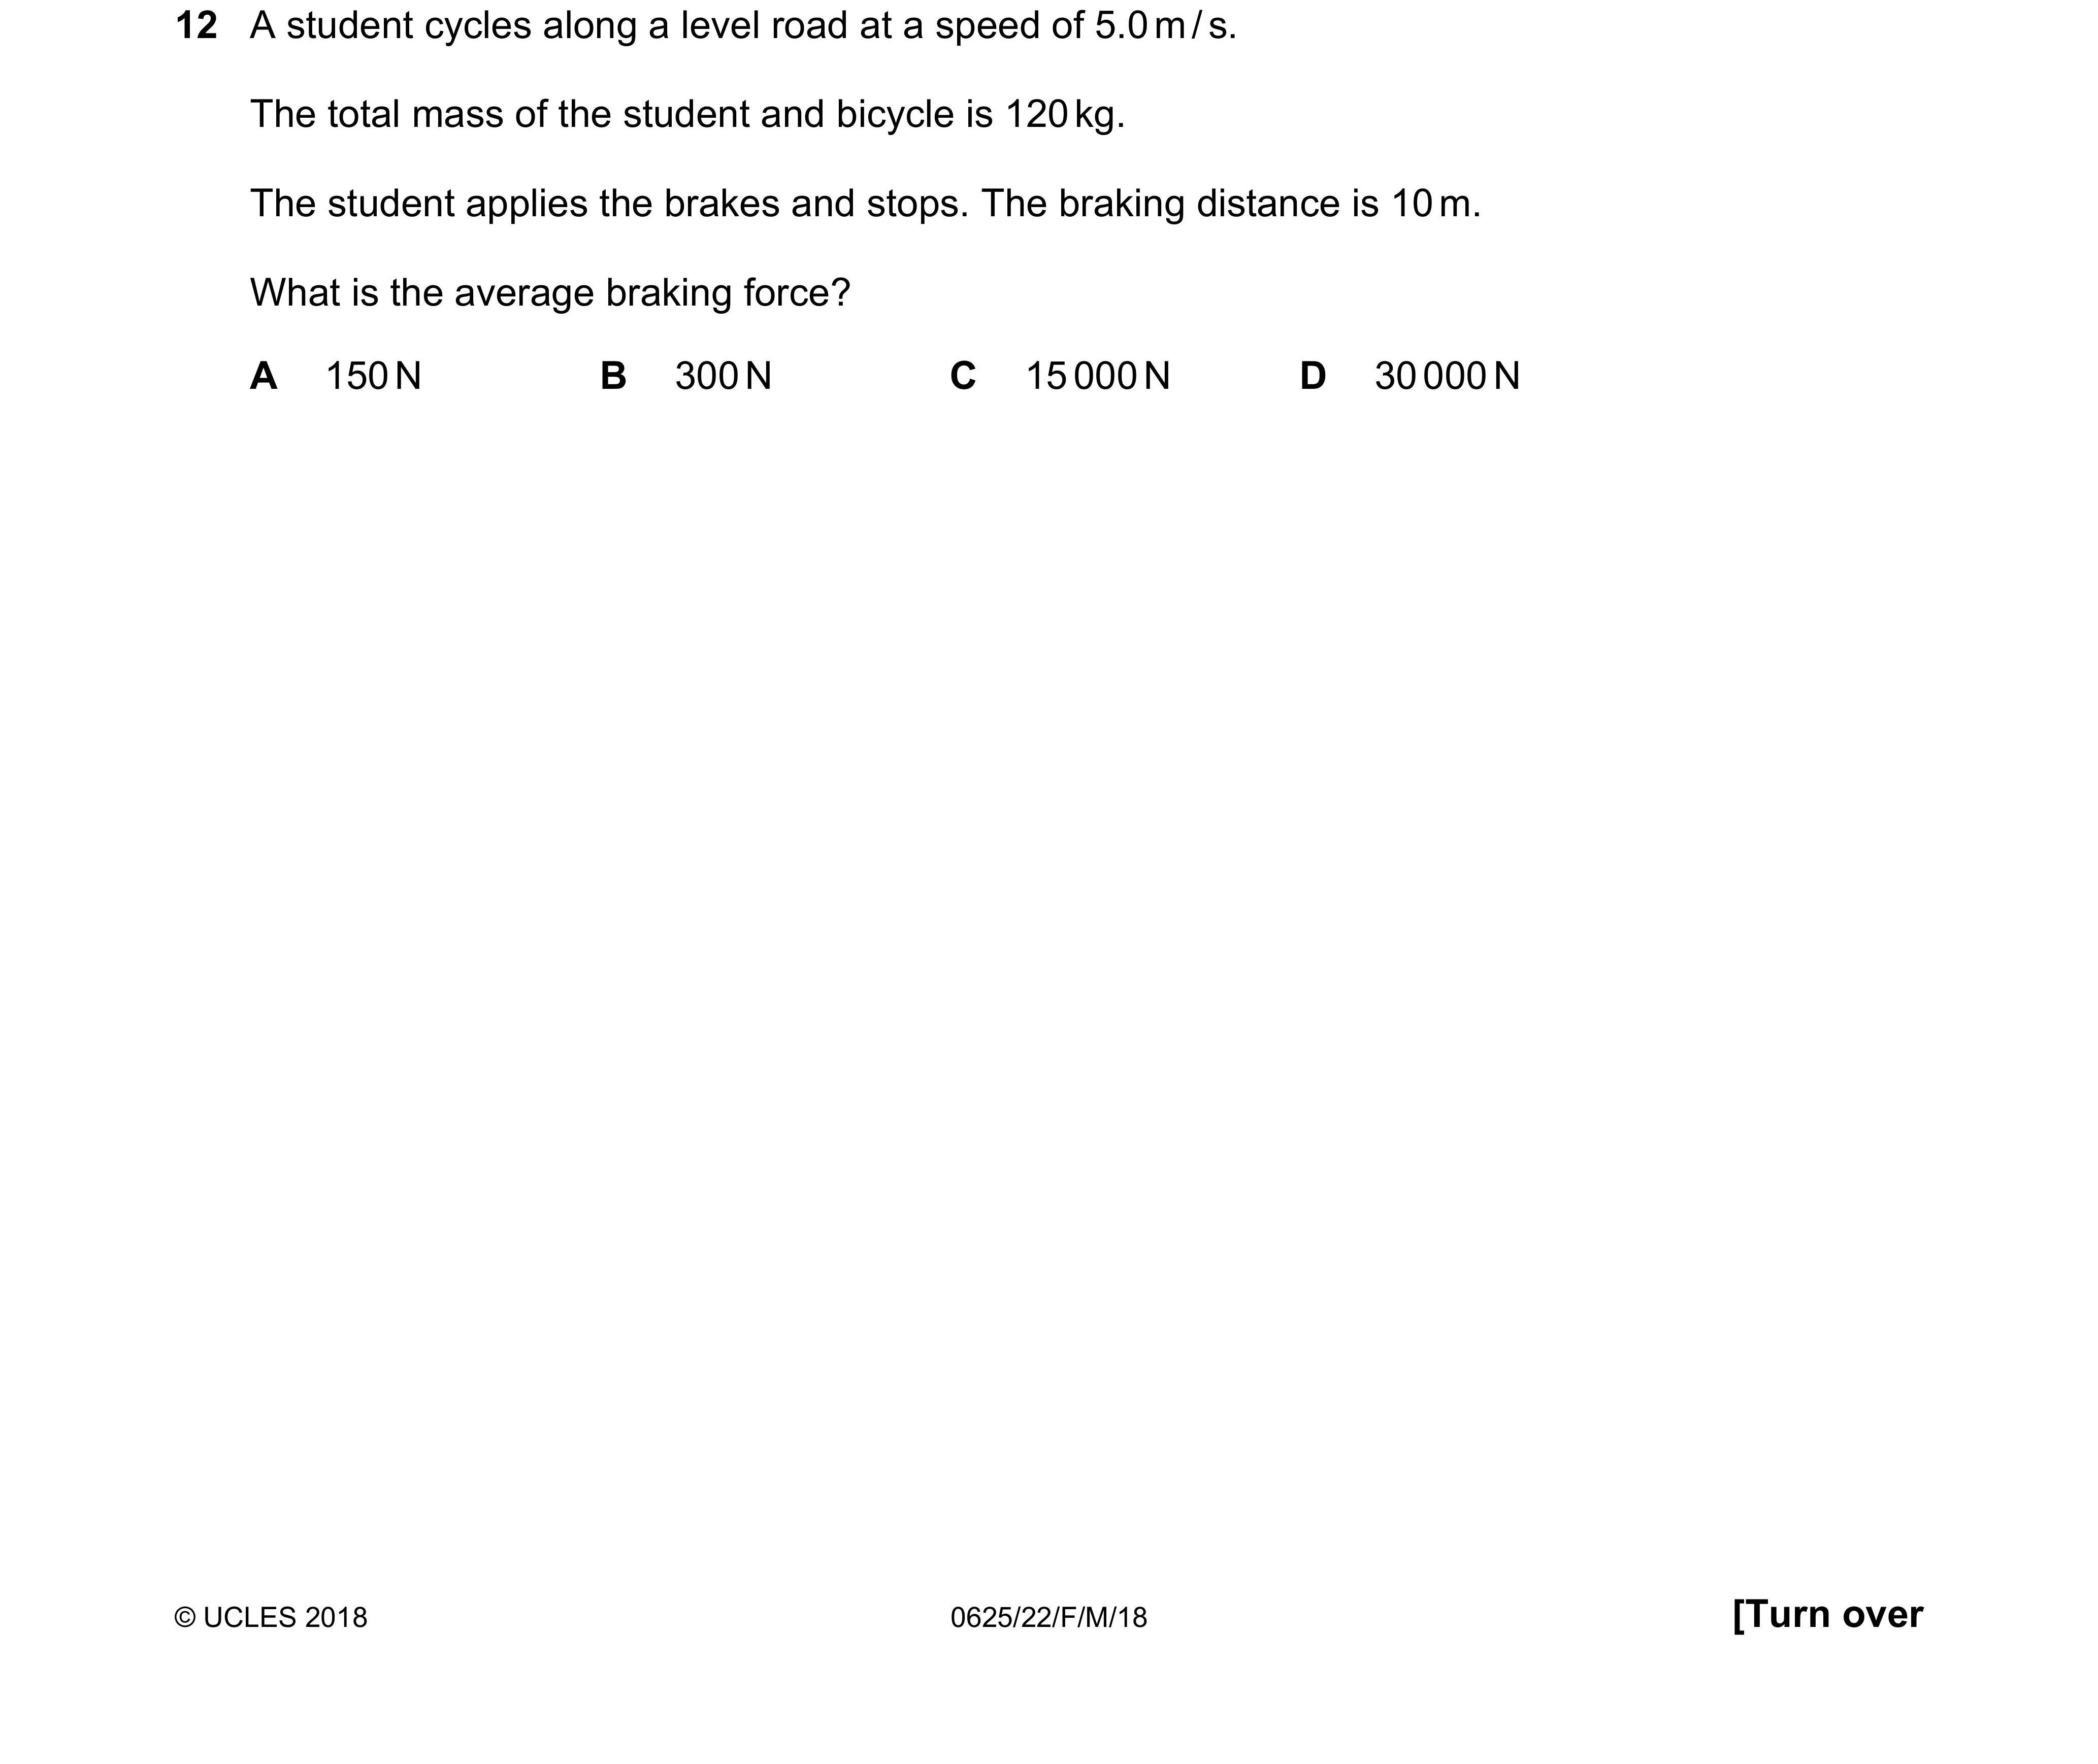 12 A student cycles along a level road at a speed of 5.0 m / s.
The total mass of the student and bicycle is 120 kg.
The student applies the brakes and stops. The braking distance is 10 m.
What is the average braking force?
A 150 N B 300 N C 15 000 N D 30 000 N
© UCLES 2018 0625/22/F/M/18 [Turn over